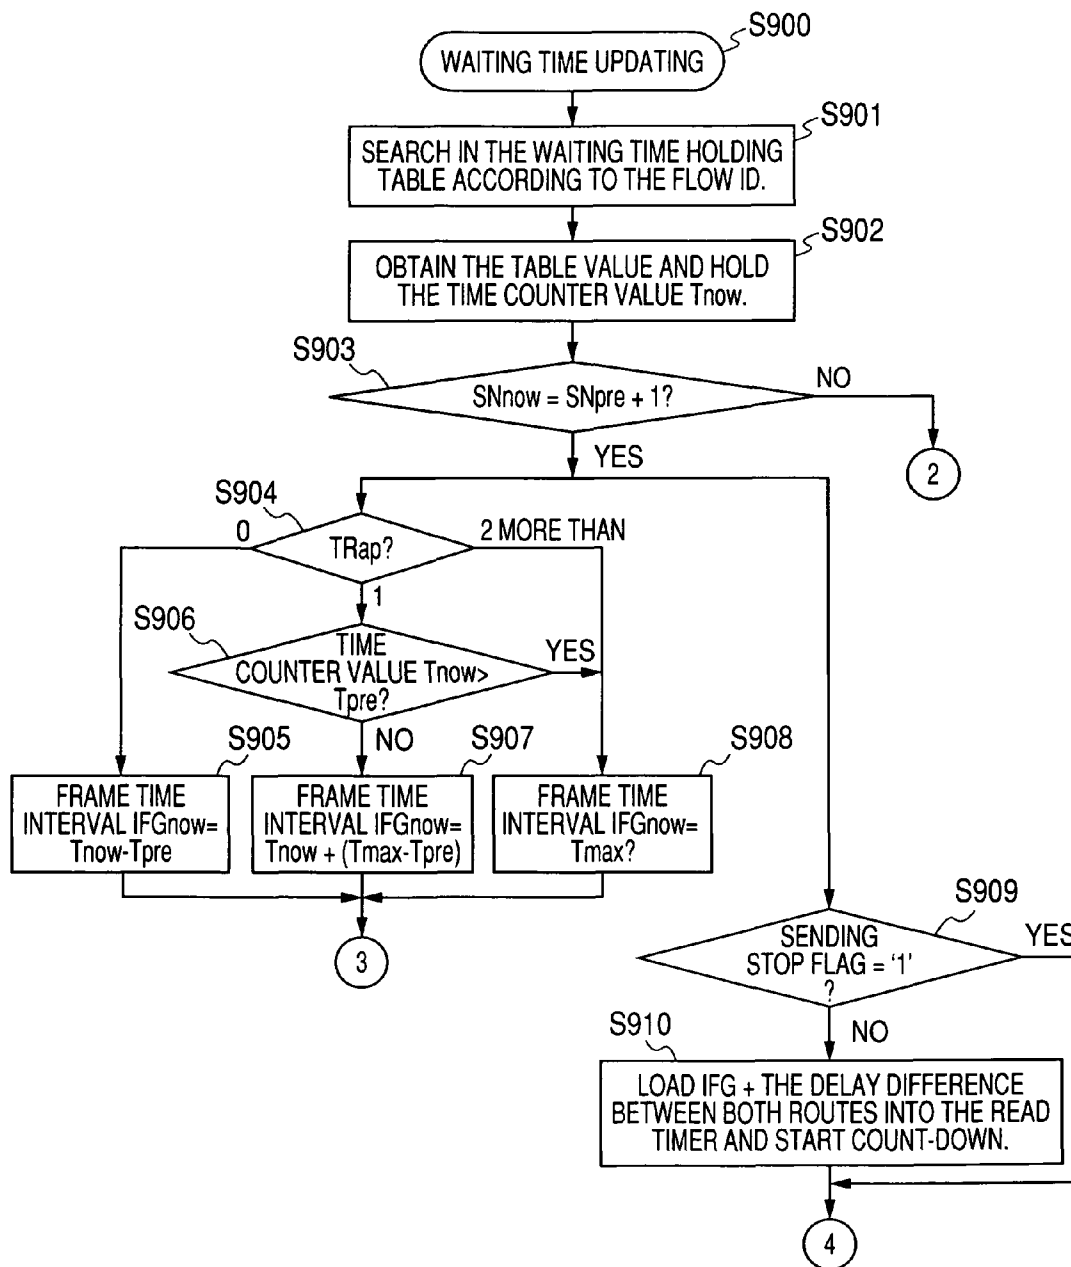 S900
WAITING TIME UPDATING
S901
SEARCH IN THE WAITING TIME HOLDING
TABLE ACCORDING TO THE FLOW ID.
S902
OBTAIN THE TABLE VALUE AND HOLD
THE TIME COUNTER VALUE Tnow.
S903
SNnow = SNpre + 1?
NO
2
YES
S904
0
TRap?
2 MORE THAN
1
S906
TIME
COUNTER VALUE Tnow>
Tpre?
YES
NO
S905
FRAME TIME
INTERVAL IFGnow=
Tnow-Tpre
S907
FRAME TIME
INTERVAL IFGnow=
Tnow + (Tmax-Tpre)
S908
FRAME TIME
INTERVAL IFGnow=
Tmax?
3
S909
SENDING
STOP FLAG = '1'
?
YES
NO
S910
LOAD IFG + THE DELAY DIFFERENCE
BETWEEN BOTH ROUTES INTO THE READ
TIMER AND START COUNT-DOWN.
4